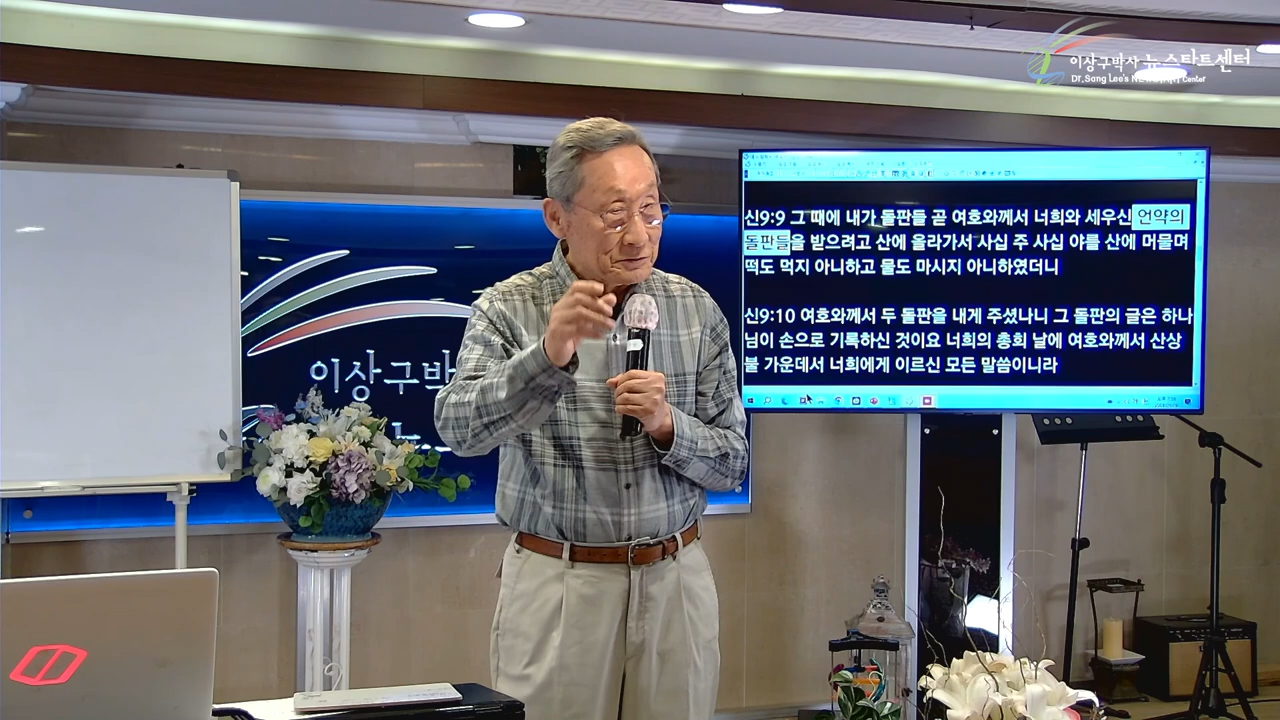 이상구박사 뉴스타트센터
Dr.Sang Lee's NEWSTART Center
신9:9 그 때에 내가 돌판들 곧 여호와께서 너희와 세우신 언약의
돌판들을 받으려고 산에 올라가서 사십 주 사십 야를 산에 머물며
떡도 먹지 아니하고 물도 마시지 아니하였더니
신9:10 여호와께서 두 돌판을 내게 주셨나니 그 돌판의 글은 하나
님이 손으로 기록하신 것이요 너희의 총회 날에 여호와께서 산상
불 가운데서 너희에게 이르신 모든 말씀이니라
이상구박